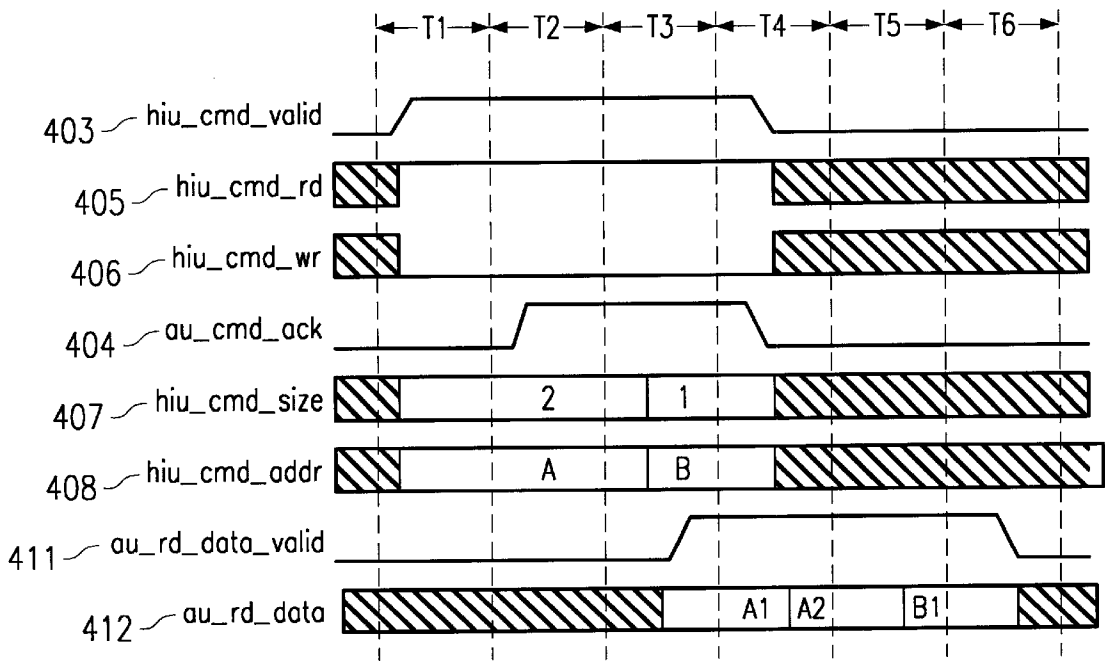 T1 T2 T3 T4 T5 T6
403 hiu_cmd_valid
405 hiu_cmd_rd
406 hiu_cmd_wr
404 au_cmd_ack
407 hiu_cmd_size 2 1
408 hiu_cmd_addr A B
411 au_rd_data_valid
412 au_rd_data A1 A2 B1